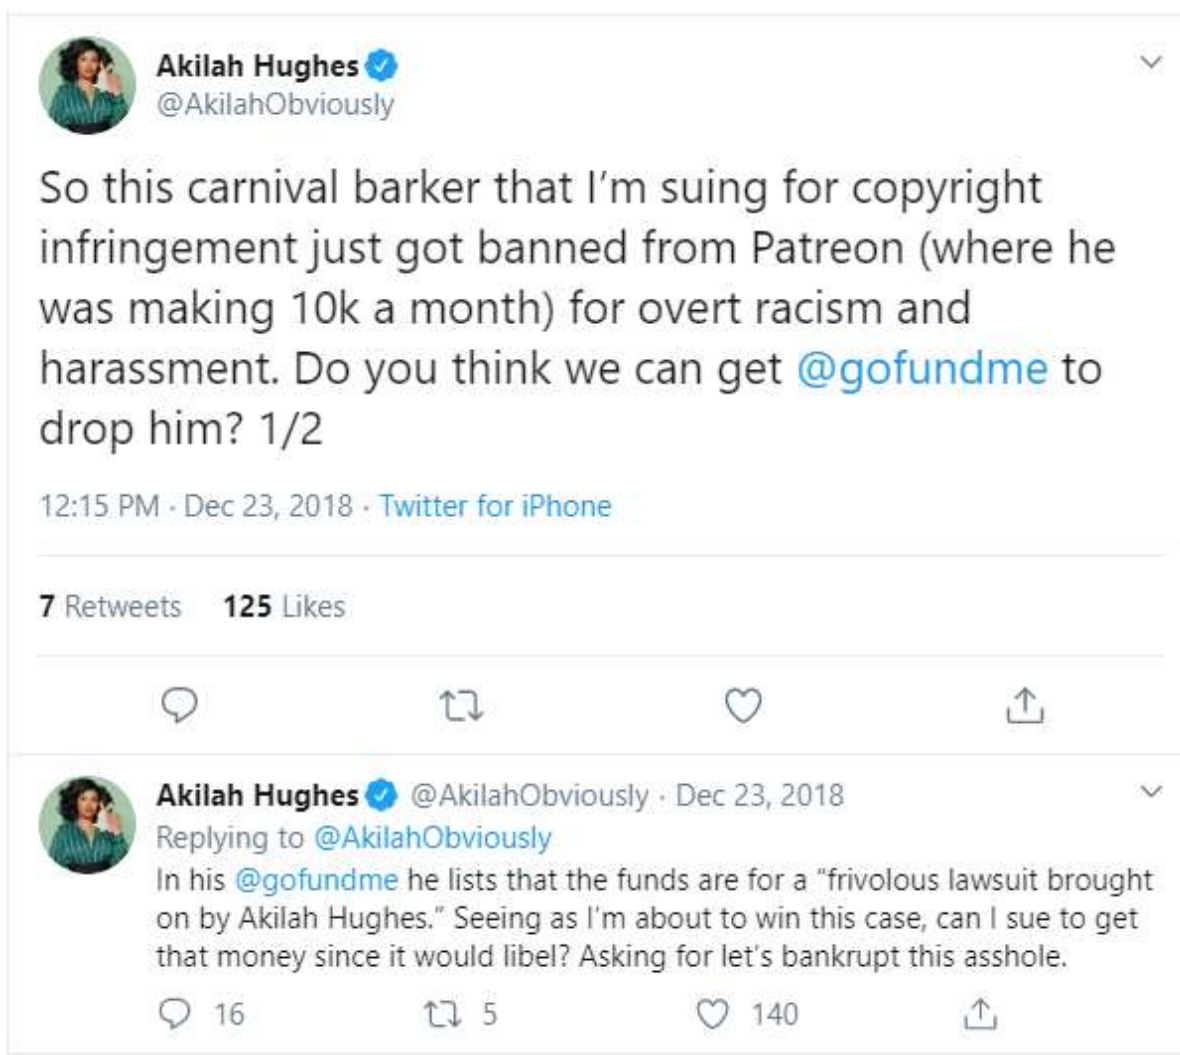 Akilah Hughes
@AkilahObviously
So this carnival barker that I'm suing for copyright
infringement just got banned from Patreon (where he
was making 10k a month) for overt racism and
harassment. Do you think we can get @gofundme to
drop him? 1/2
12:15 PM · Dec 23, 2018 · Twitter for iPhone
7 Retweets 125 Likes
Akilah Hughes @AkilahObviously · Dec 23, 2018
Replying to @AkilahObviously
In his @gofundme he lists that the funds are for a “frivolous lawsuit brought
on by Akilah Hughes.” Seeing as I'm about to win this case, can I sue to get
that money since it would libel? Asking for let's bankrupt this asshole.
16 5 140